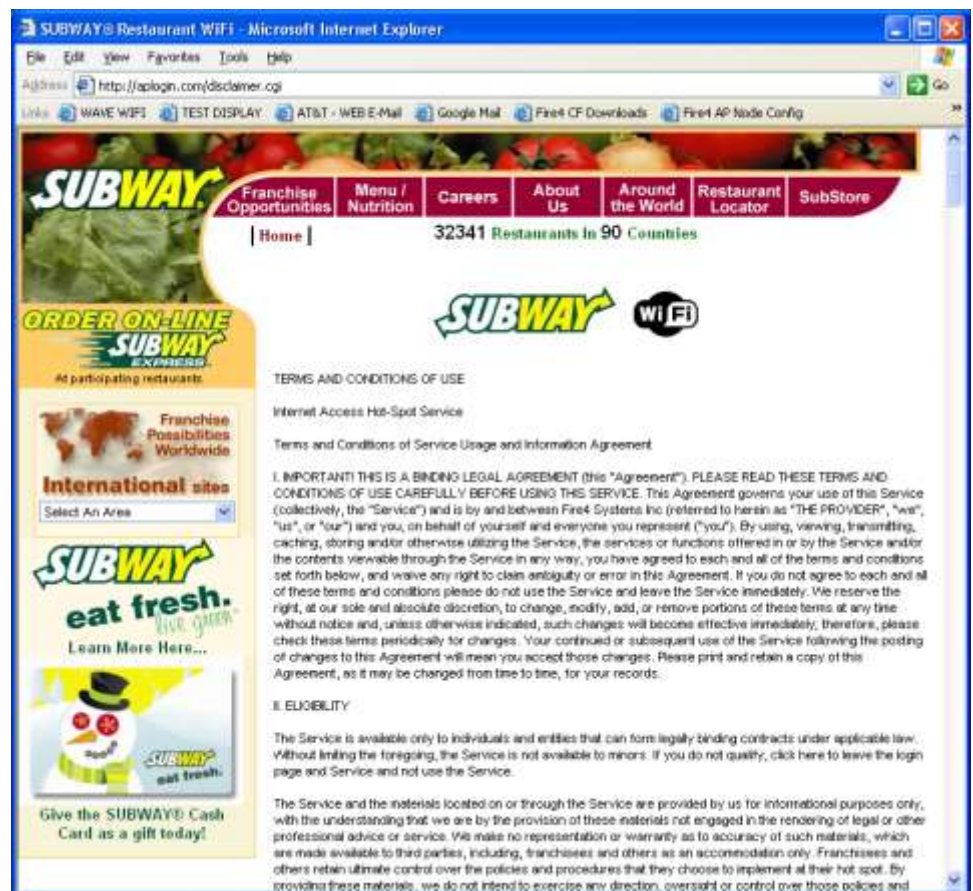 SUBWAY® Restaurant WiFi - Microsoft Internet Explorer
File Edit View Favorites Tools Help
Address http://aplogin.com/disclaimer.cgi Go
Links WAVE WIFI TEST DISPLAY AT&T - WEB E-Mail Google Mail Fire4 CF Downloads Fire4 AP Node Config
SUBWAY
Franchise Opportunities
Menu / Nutrition
Careers
About Us
Around the World
Restaurant Locator
SubStore
Home
32341 Restaurants In 90 Countries
SUBWAY WiFi
ORDER ON-LINE
SUBWAY
EXPRESS
At participating restaurants
Franchise
Possibilities
Worldwide
International sites
Select An Area
SUBWAY
eat fresh.
live green
Learn More Here...
SUBWAY
eat fresh.
Give the SUBWAY® Cash
Card as a gift today!
TERMS AND CONDITIONS OF USE
Internet Access Hot-Spot Service
Terms and Conditions of Service Usage and Information Agreement
I. IMPORTANT! THIS IS A BINDING LEGAL AGREEMENT (this "Agreement"). PLEASE READ THESE TERMS AND
CONDITIONS OF USE CAREFULLY BEFORE USING THIS SERVICE. This Agreement governs your use of this Service
(collectively, the "Service") and is by and between Fire4 Systems Inc (referred to herein as "THE PROVIDER", "we",
"us", or "our") and you, on behalf of yourself and everyone you represent ("you"). By using, viewing, transmitting,
caching, storing and/or otherwise utilizing the Service, the services or functions offered in or by the Service and/or
the contents viewable through the Service in any way, you have agreed to each and all of the terms and conditions
set forth below, and waive any right to claim ambiguity or error in this Agreement. If you do not agree to each and all
of these terms and conditions please do not use the Service and leave the Service immediately. We reserve the
right, at our sole and absolute discretion, to change, modify, add, or remove portions of these terms at any time
without notice and, unless otherwise indicated, such changes will become effective immediately; therefore, please
check these terms periodically for changes. Your continued or subsequent use of the Service following the posting
of changes to this Agreement will mean you accept those changes. Please print and retain a copy of this
Agreement, as it may be changed from time to time, for your records.
II. ELIGIBILITY
The Service is available only to individuals and entities that can form legally binding contracts under applicable law.
Without limiting the foregoing, the Service is not available to minors. If you do not qualify, click here to leave the login
page and Service and not use the Service.
The Service and the materials located on or through the Service are provided by us for informational purposes only,
with the understanding that we are by the provision of these materials not engaged in the rendering of legal or other
professional advice or service. We make no representation or warranty as to accuracy of such materials, which
are made available to third parties, including, franchisees and others as an accommodation only. Franchisees and
others retain ultimate control over the policies and procedures that they choose to implement at their hot spot. By
providing these materials, we do not intend to exercise any direction, oversight or control over those policies and